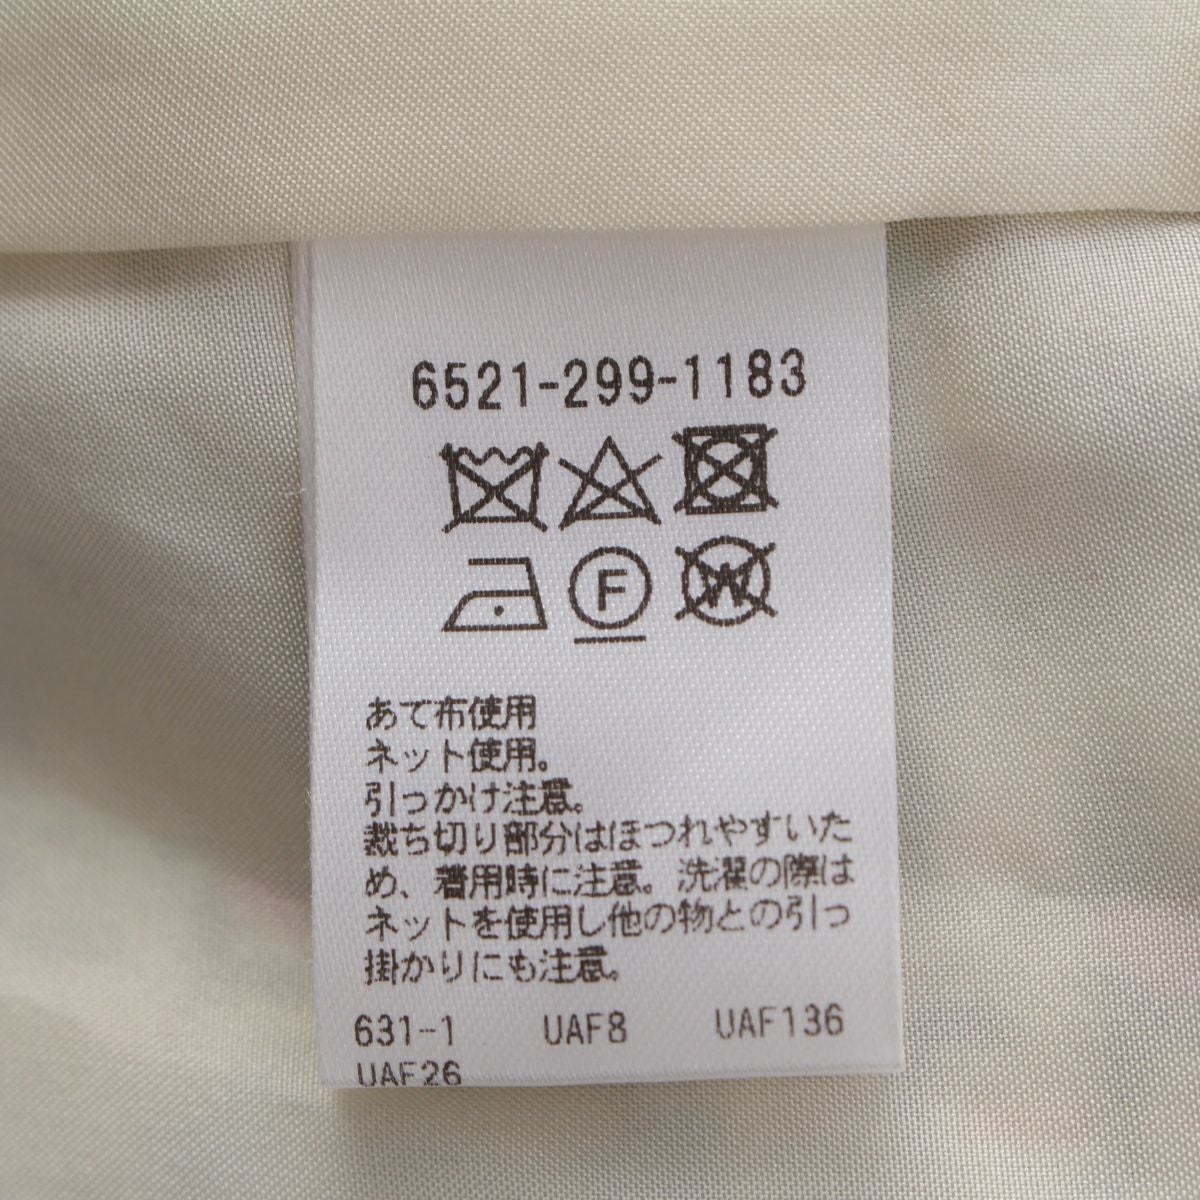 6521-299-1183
F
W
あて布使用
ネット使用。
引っかけ注意。
裁ち切り部分はほつれやすいた
め、着用時に注意。洗濯の際は
ネットを使用し他の物との引っ
掛かりにも注意。
631-1 UAF8 UAF136
UAF26